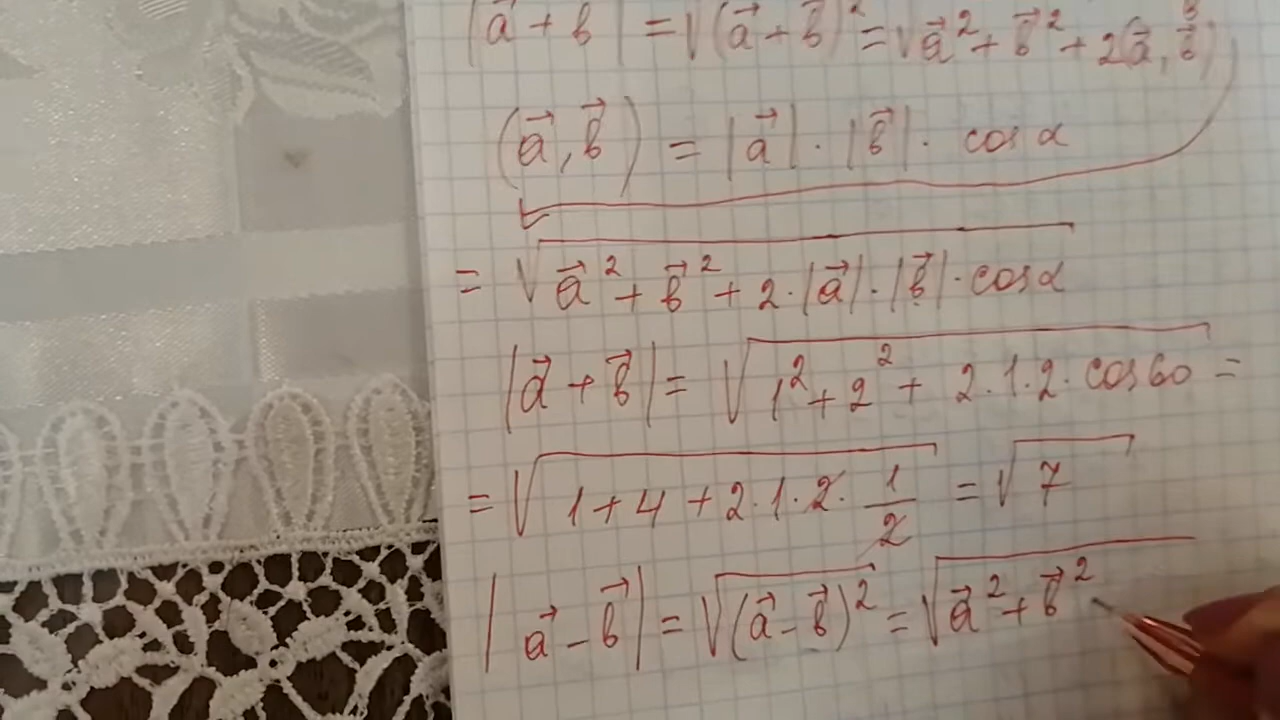 |a⃗ + b⃗| = √(a⃗ + b⃗)² = √a⃗² + b⃗² + 2(a⃗, b⃗)
(a⃗, b⃗) = |a⃗| · |b⃗| · cos α
= √a⃗² + b⃗² + 2 · |a⃗| · |b⃗| · cos α
|a⃗ + b⃗| = √1² + 2² + 2 · 1 · 2 · cos 60 =
= √1 + 4 + 2 · 1 · 2 · 1/2 = √7
|a⃗ − b⃗| = √(a⃗ − b⃗)² = √a⃗² + b⃗²